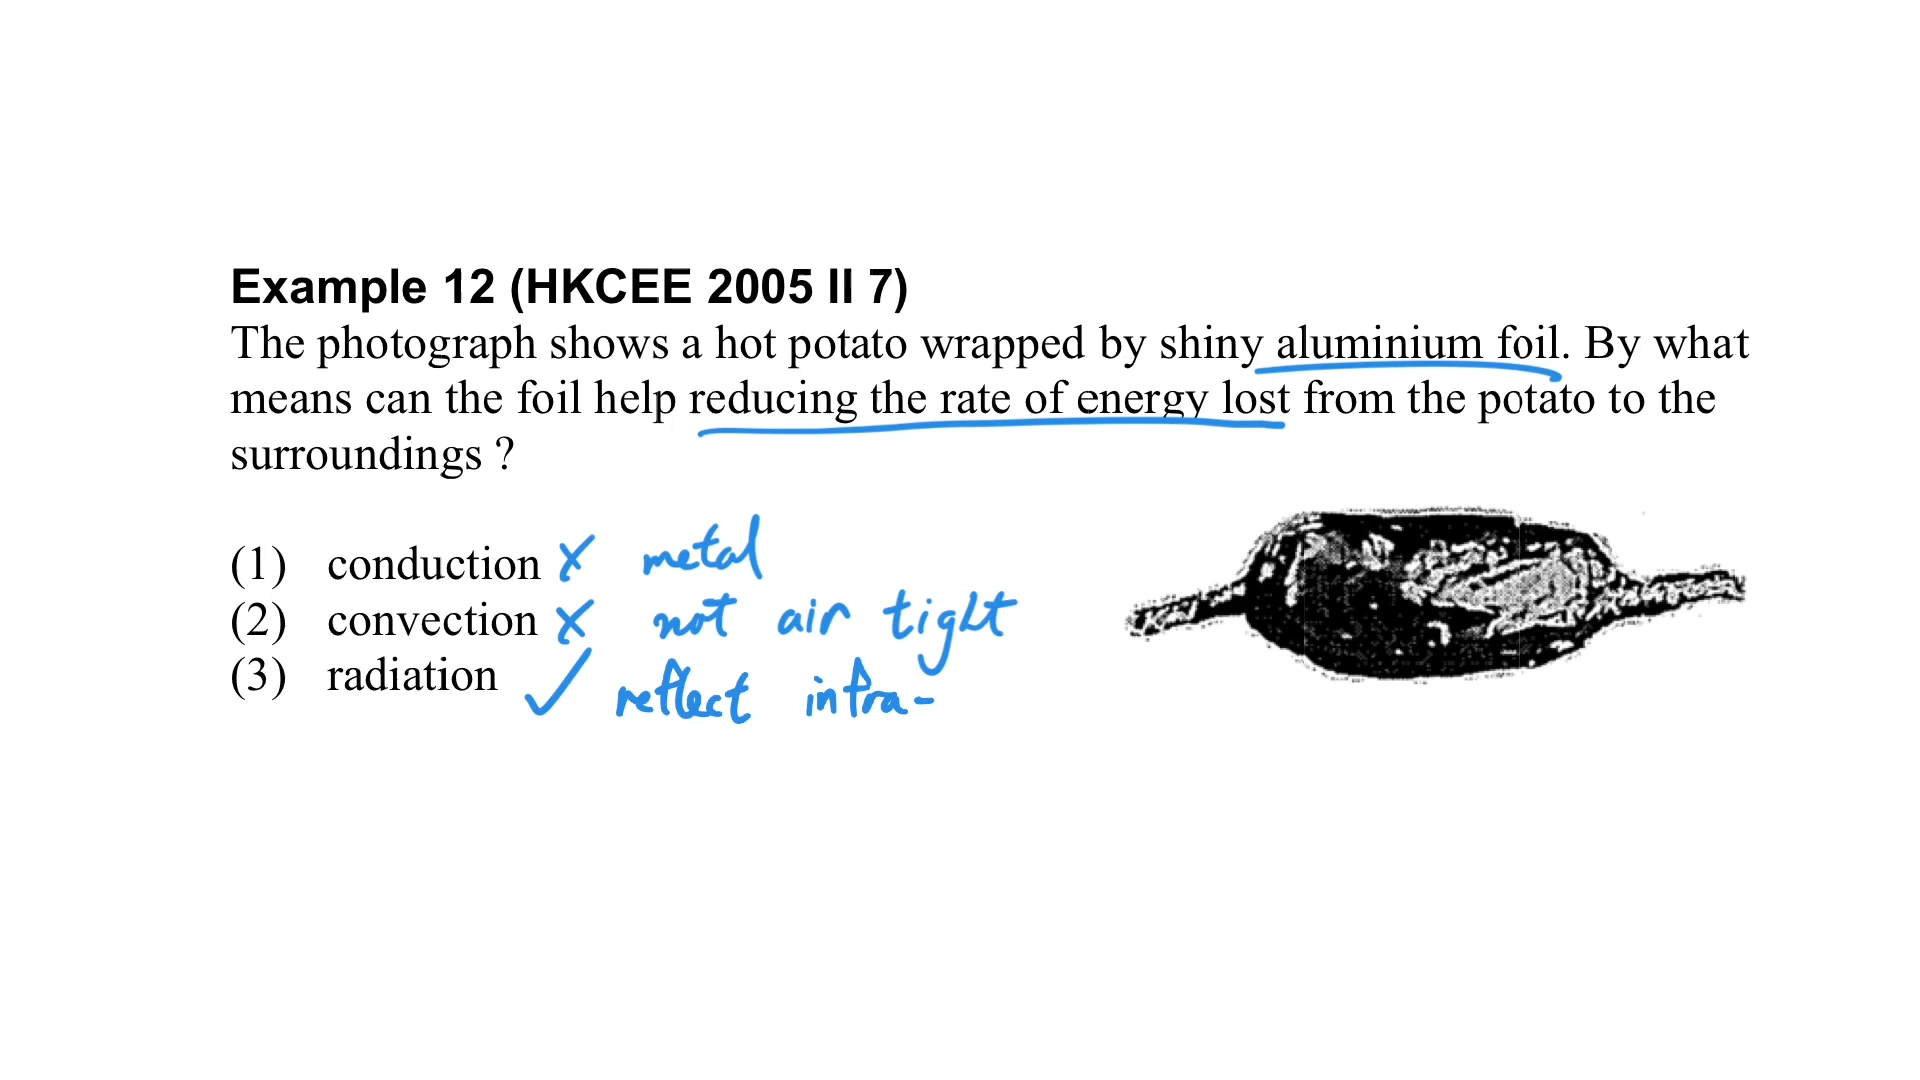 Example 12 (HKCEE 2005 II 7)
The photograph shows a hot potato wrapped by shiny aluminium foil. By what
means can the foil help reducing the rate of energy lost from the potato to the
surroundings ?
(1) conduction ✗ metal
(2) convection ✗ not air tight
(3) radiation ✓ reflect infra-